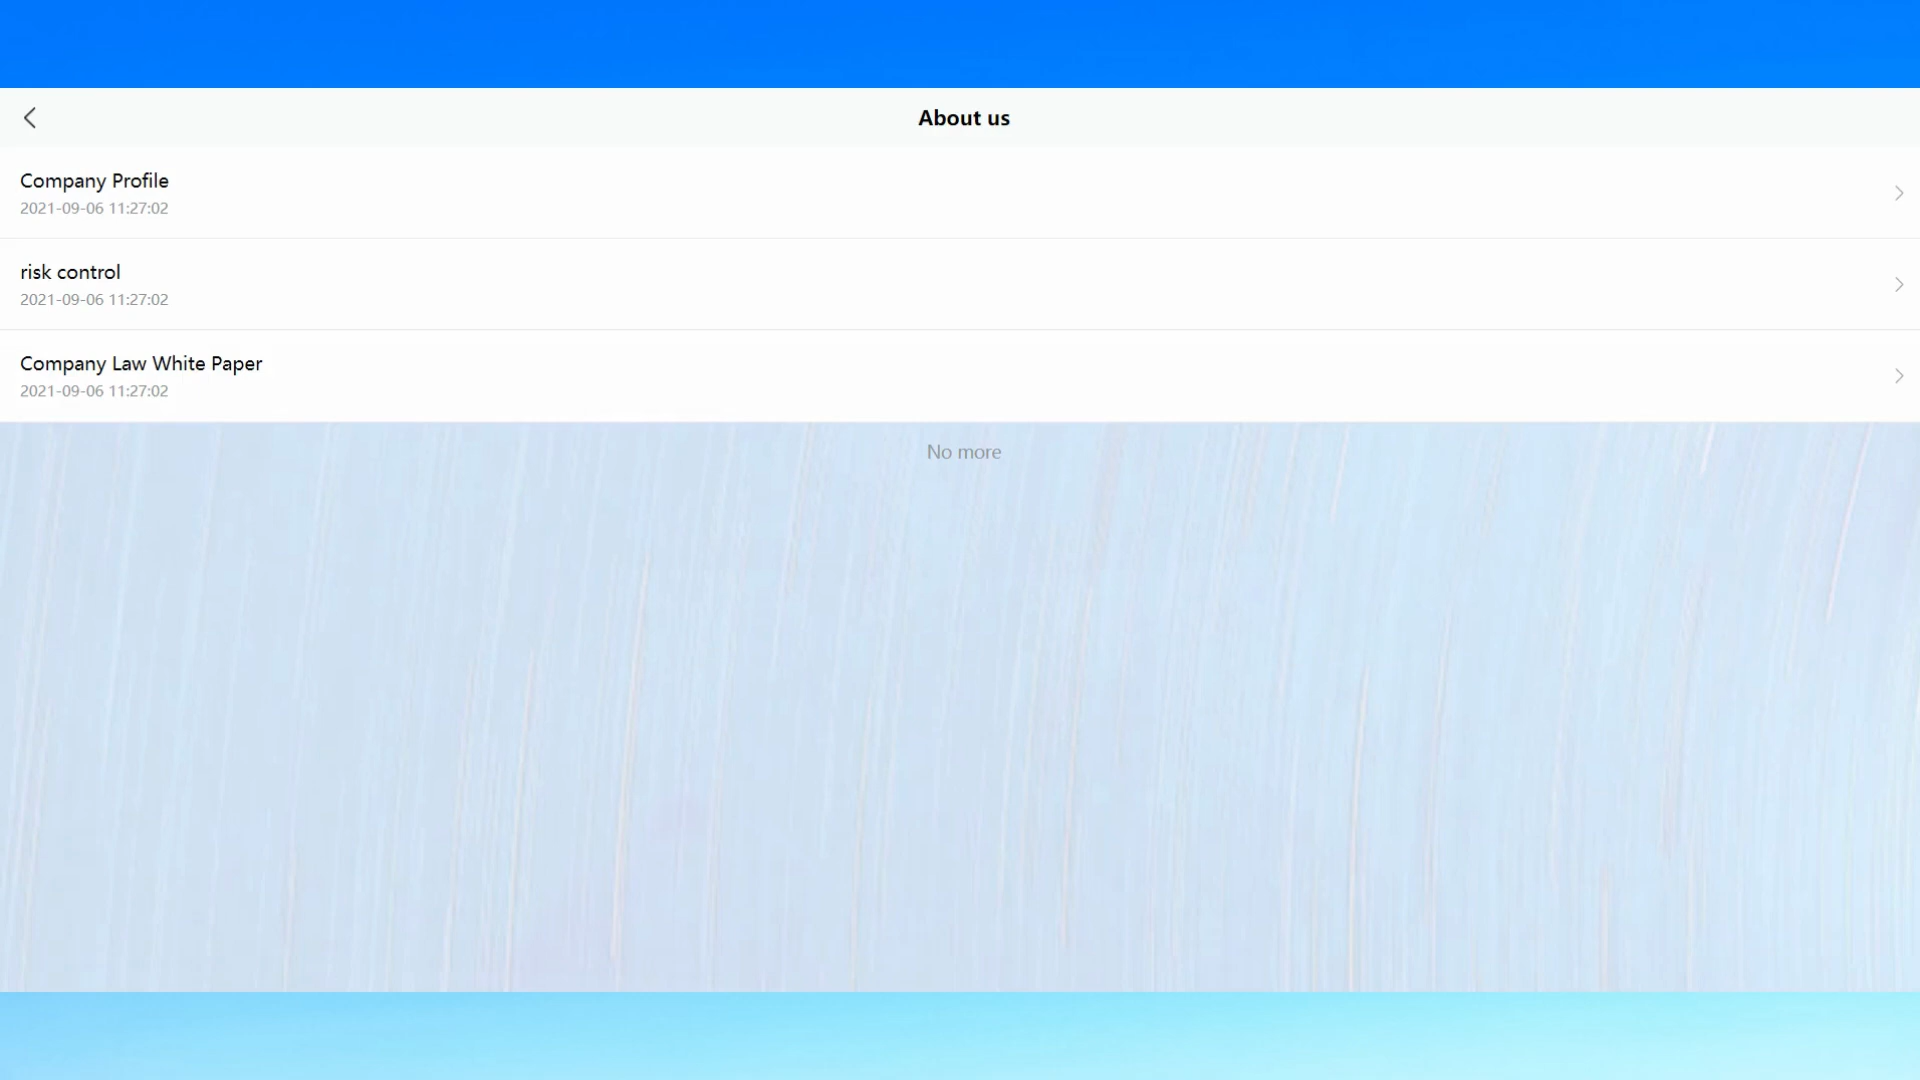 About us
Company Profile
2021-09-06 11:27:02
risk control
2021-09-06 11:27:02
Company Law White Paper
2021-09-06 11:27:02
No more